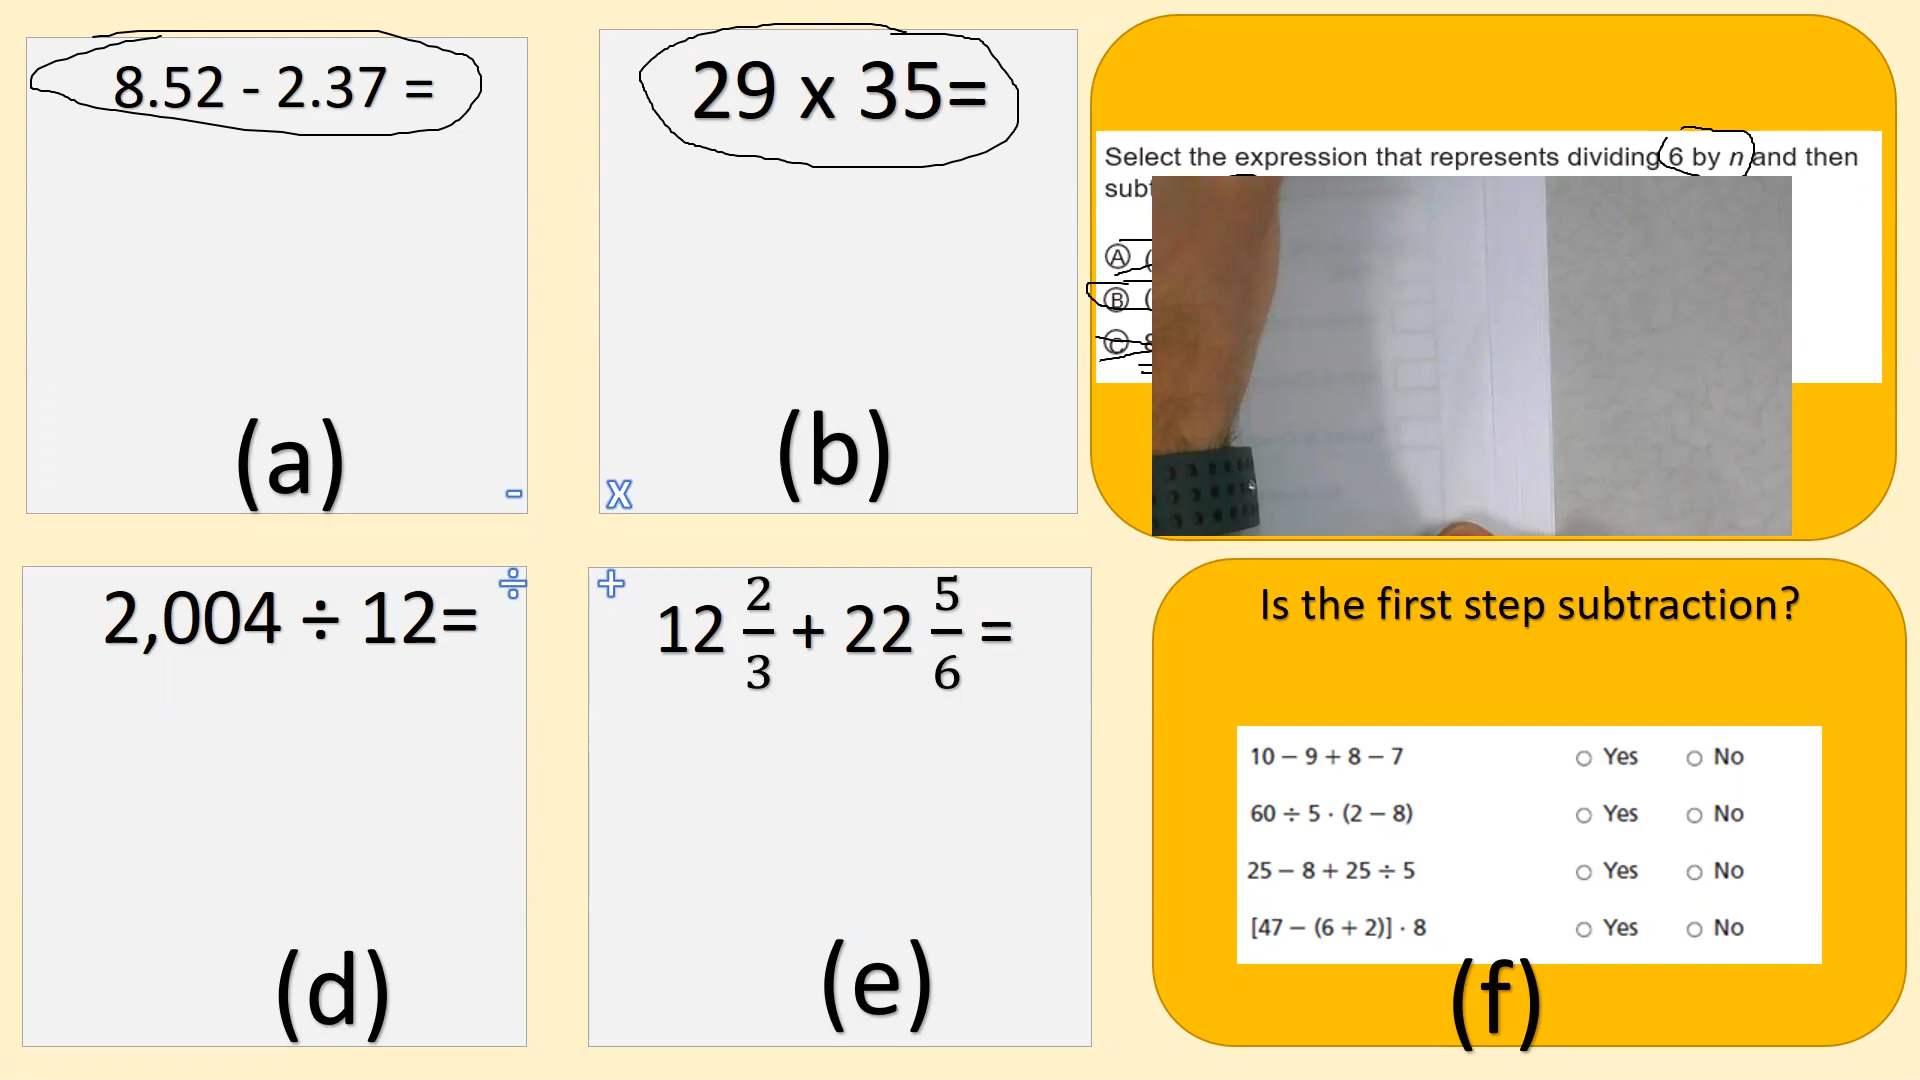 8.52 - 2.37 =
(a)
-
29 x 35=
(b)
x
Select the expression that represents dividing 6 by n and then
A (
B (
C 8
2,004 ÷ 12=
÷
(d)
+
12 2/3 + 22 5/6 =
(e)
Is the first step subtraction?
10 – 9 + 8 – 7 Yes No
60 ÷ 5 · (2 – 8) Yes No
25 – 8 + 25 ÷ 5 Yes No
[47 – (6 + 2)] · 8 Yes No
(f)